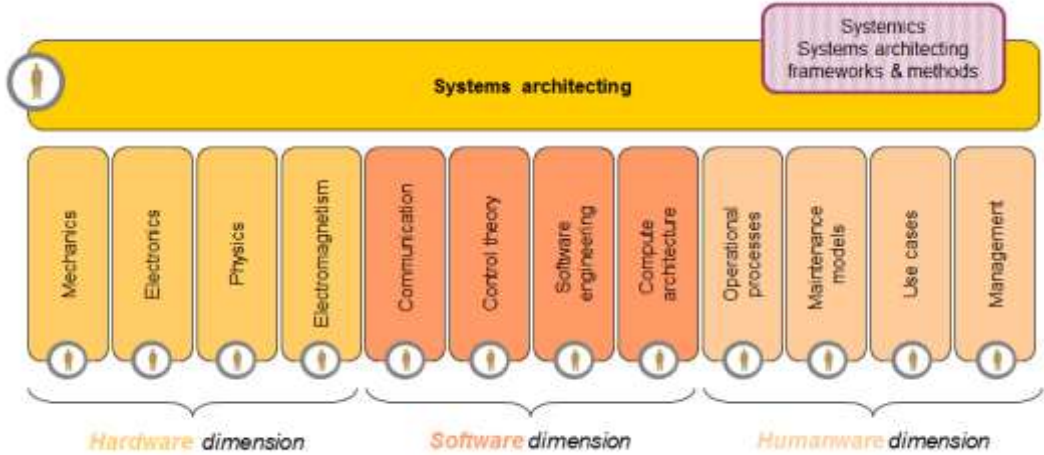 Systemics
Systems architecting
frameworks & methods
Systems architecting
Mechanics
Electronics
Physics
Electromagnetism
Communication
Control theory
Software
engineering
Compute
architecture
Operational
processes
Maintenance
models
Use cases
Management
Hardware dimension
Software dimension
Humanware dimension